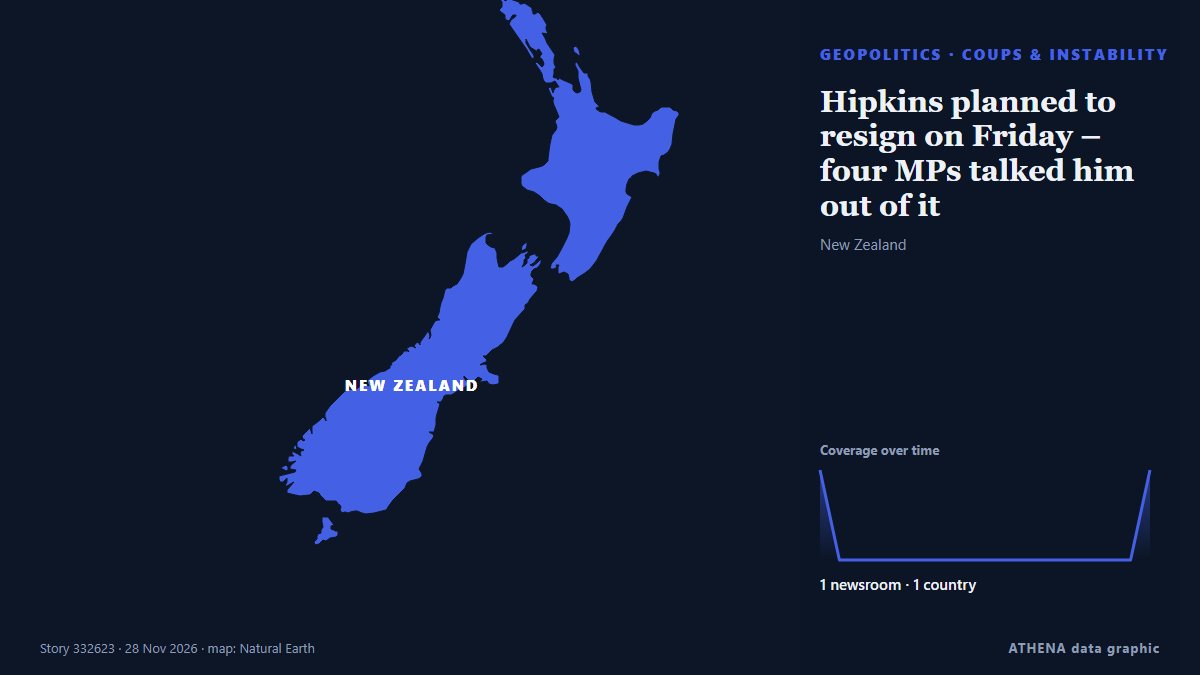 GEOPOLITICS · COUPS & INSTABILITY
Hipkins planned to
resign on Friday –
four MPs talked him
out of it
New Zealand
NEW ZEALAND
Coverage over time
1 newsroom · 1 country
Story 332623 · 28 Nov 2026 · map: Natural Earth
ATHENA data graphic